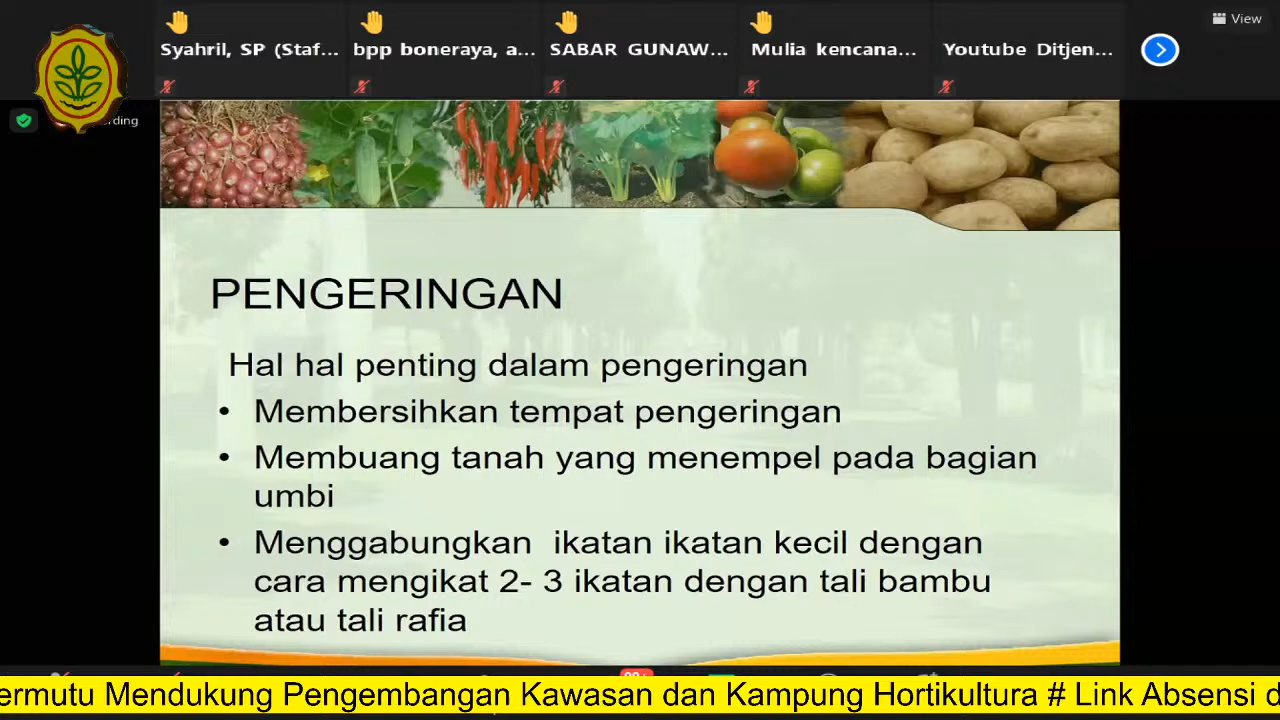 Syahril, SP (Staf...
bpp boneraya, a...
SABAR GUNAW...
Mulia kencana...
Youtube Ditjen...
View
PENGERINGAN
Hal hal penting dalam pengeringan
• Membersihkan tempat pengeringan
• Membuang tanah yang menempel pada bagian
umbi
• Menggabungkan ikatan ikatan kecil dengan
cara mengikat 2- 3 ikatan dengan tali bambu
atau tali rafia
ermutu Mendukung Pengembangan Kawasan dan Kampung Hortikultura # Link Absensi d